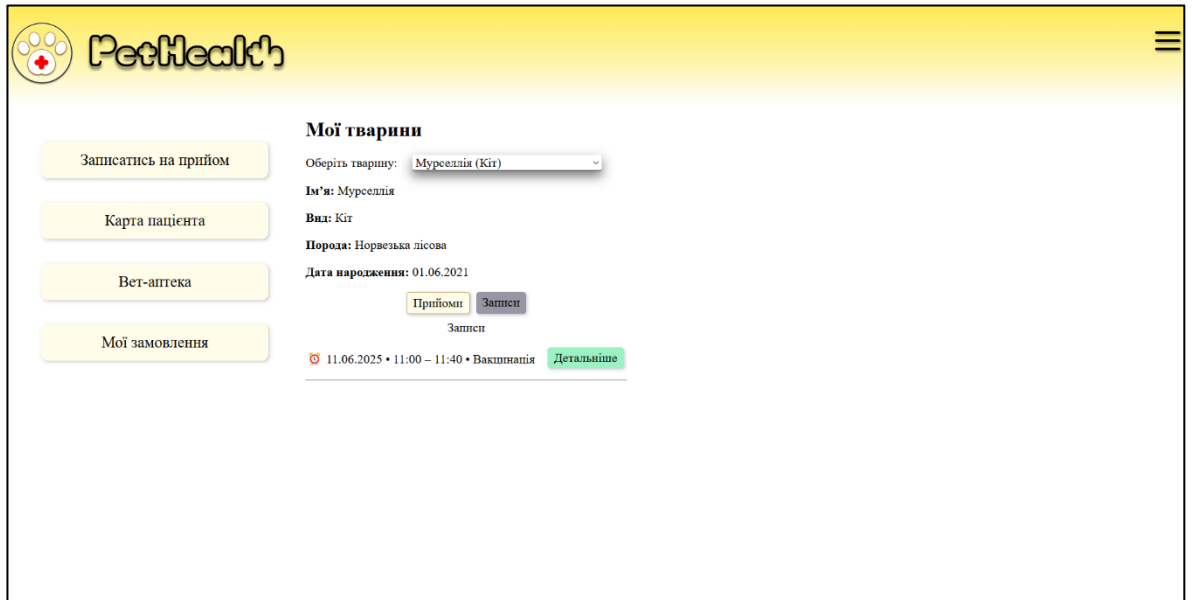 PetHealth
Записатись на прийом
Карта пацієнта
Вет-аптека
Мої замовлення
Мої тварини
Оберіть тварину: Мурселлія (Кіт)
Ім’я: Мурселлія
Вид: Кіт
Порода: Норвезька лісова
Дата народження: 01.06.2021
Прийоми Записи
Записи
11.06.2025 • 11:00 – 11:40 • Вакцинація Детальніше